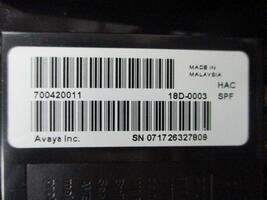 MADE IN
MALAYSIA
HAC
700420011 18D-0003 SPF
Avaya Inc. SN 071726327809